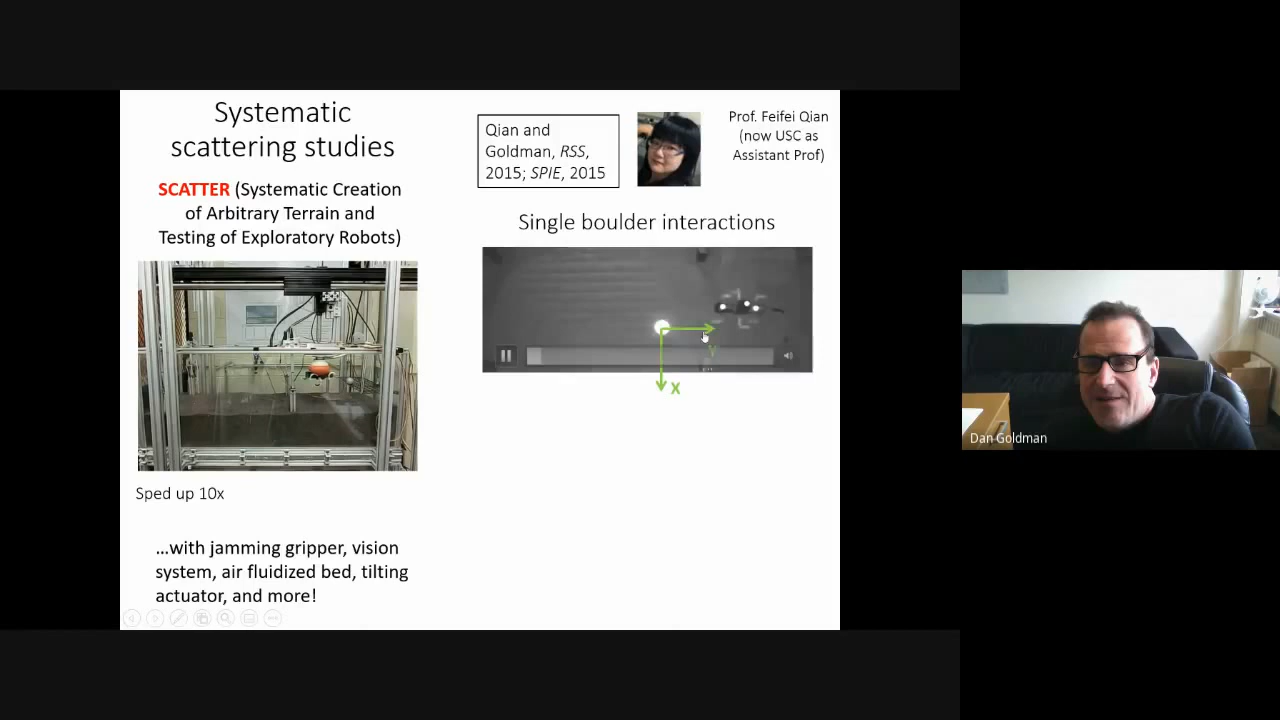 Systematic
scattering studies
SCATTER (Systematic Creation
of Arbitrary Terrain and
Testing of Exploratory Robots)
Sped up 10x
...with jamming gripper, vision
system, air fluidized bed, tilting
actuator, and more!
Qian and
Goldman, RSS,
2015; SPIE, 2015
Prof. Feifei Qian
(now USC as
Assistant Prof)
Single boulder interactions
Y
X
Dan Goldman